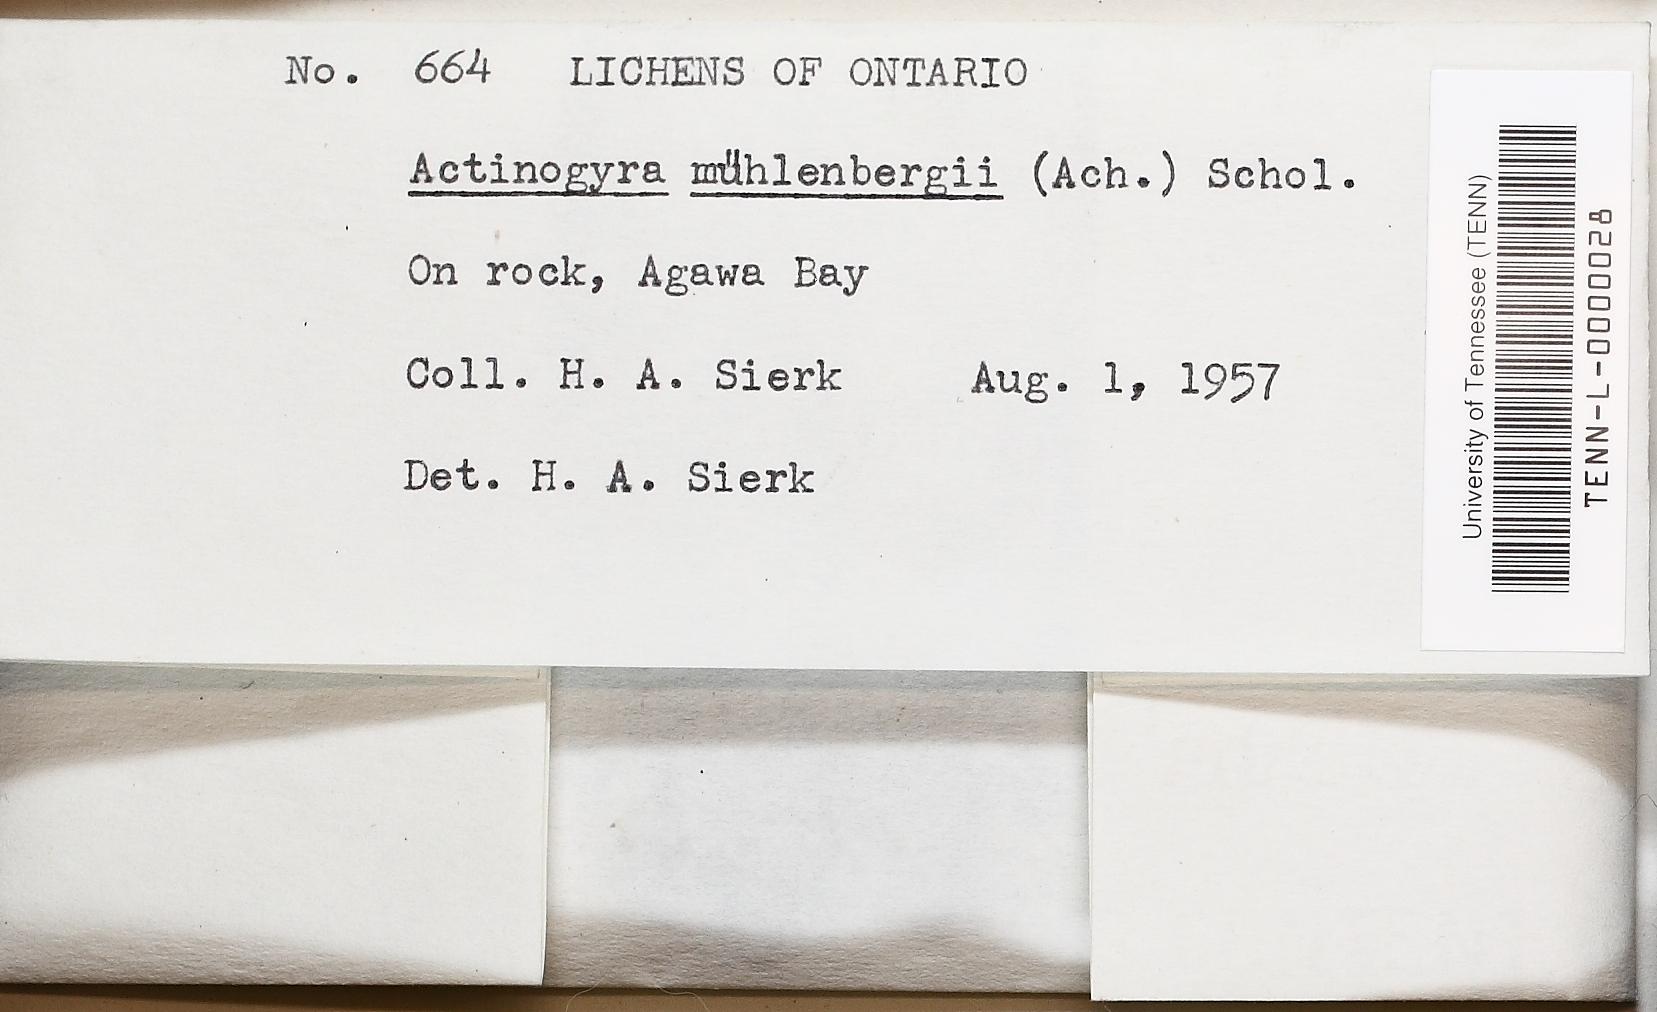 No. 664 LICHENS OF ONTARIO
Actinogyra mühlenbergii (Ach.) Schol.
On rock, Agawa Bay
Coll. H. A. Sierk Aug. 1, 1957
Det. H. A. Sierk
University of Tennessee (TENN)
TENN-L-0000028